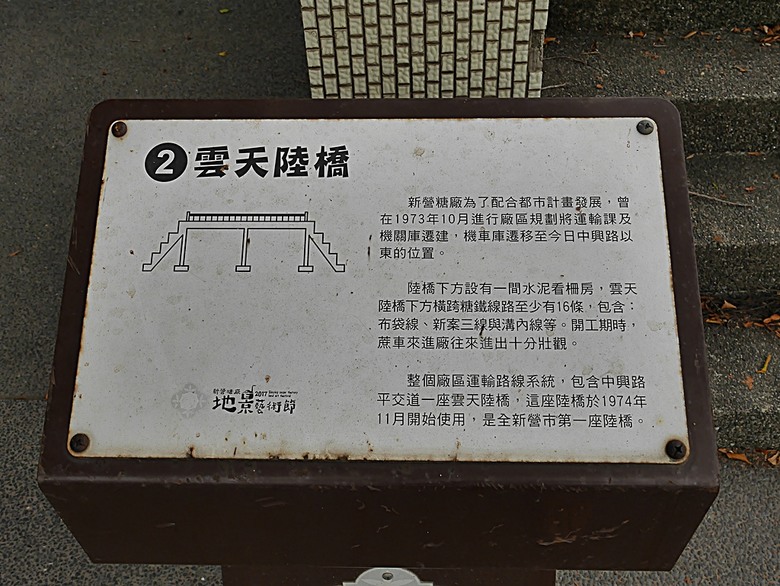 2 雲天陸橋
新營糖廠為了配合都市計畫發展，曾
在1973年10月進行廠區規劃將運輸課及
機關庫遷建，機車庫遷移至今日中興路以
東的位置。
陸橋下方設有一間水泥看柵房，雲天
陸橋下方橫跨糖鐵線路至少有16條，包含：
布袋線、新案三線與溝內線等。開工期時，
蔗車來進廠往來進出十分壯觀。
整個廠區運輸路線系統，包含中興路
平交道一座雲天陸橋，這座陸橋於1974年
11月開始使用，是全新營市第一座陸橋。
新營糖廠
2017
地景藝術節